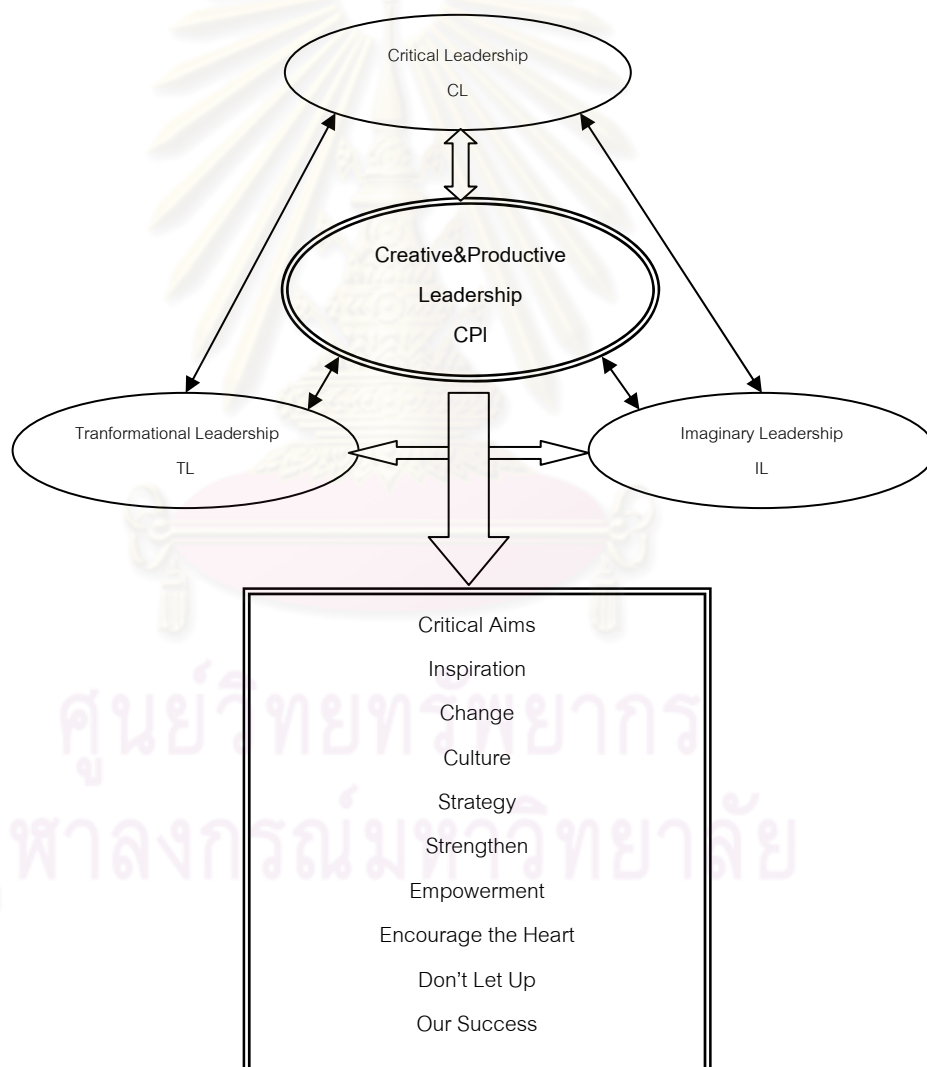 Critical Leadership
CL
Creative&Productive
Leadership
CPI
Tranformational Leadership
TL
Imaginary Leadership
IL
Critical Aims
Inspiration
Change
Culture
Strategy
Strengthen
Empowerment
Encourage the Heart
Don't Let Up
Our Success
ศูนย์วิทยทรัพยากร
ฬาลงกรณ์มหาวิทยาลัย